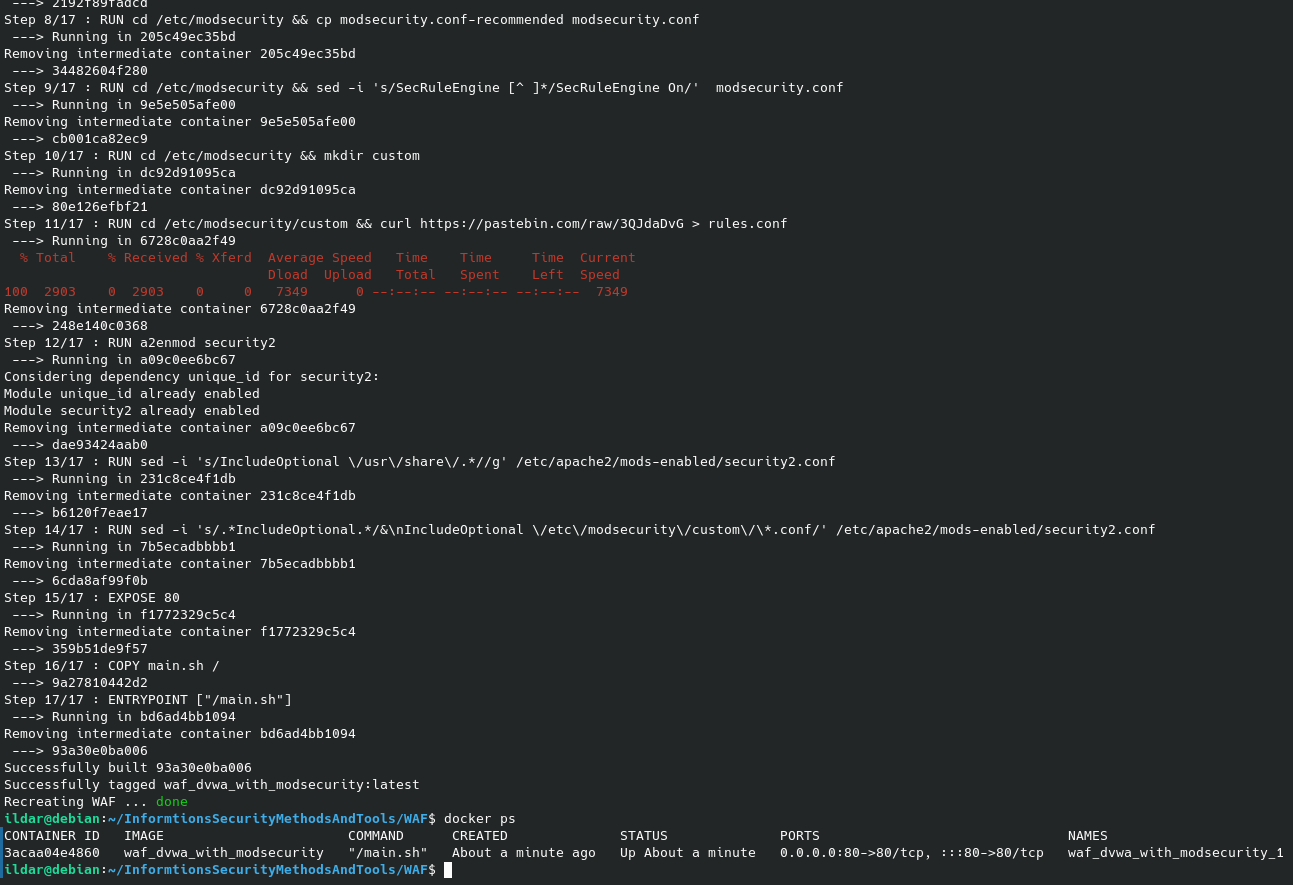 ---> 2192f89fadcd
Step 8/17 : RUN cd /etc/modsecurity && cp modsecurity.conf-recommended modsecurity.conf
 ---> Running in 205c49ec35bd
Removing intermediate container 205c49ec35bd
 ---> 34482604f280
Step 9/17 : RUN cd /etc/modsecurity && sed -i 's/SecRuleEngine [^ ]*/SecRuleEngine On/'  modsecurity.conf
 ---> Running in 9e5e505afe00
Removing intermediate container 9e5e505afe00
 ---> cb001ca82ec9
Step 10/17 : RUN cd /etc/modsecurity && mkdir custom
 ---> Running in dc92d91095ca
Removing intermediate container dc92d91095ca
 ---> 80e126efbf21
Step 11/17 : RUN cd /etc/modsecurity/custom && curl https://pastebin.com/raw/3QJdaDvG > rules.conf
 ---> Running in 6728c0aa2f49
  % Total    % Received % Xferd  Average Speed   Time    Time     Time  Current
                                 Dload  Upload   Total   Spent    Left  Speed
100  2903    0  2903    0     0   7349      0 --:--:-- --:--:-- --:--:--  7349
Removing intermediate container 6728c0aa2f49
 ---> 248e140c0368
Step 12/17 : RUN a2enmod security2
 ---> Running in a09c0ee6bc67
Considering dependency unique_id for security2:
Module unique_id already enabled
Module security2 already enabled
Removing intermediate container a09c0ee6bc67
 ---> dae93424aab0
Step 13/17 : RUN sed -i 's/IncludeOptional \/usr\/share\/.*//g' /etc/apache2/mods-enabled/security2.conf
 ---> Running in 231c8ce4f1db
Removing intermediate container 231c8ce4f1db
 ---> b6120f7eae17
Step 14/17 : RUN sed -i 's/.*IncludeOptional.*/&\nIncludeOptional \/etc\/modsecurity\/custom\/\*.conf/' /etc/apache2/mods-enabled/security2.conf
 ---> Running in 7b5ecadbbbb1
Removing intermediate container 7b5ecadbbbb1
 ---> 6cda8af99f0b
Step 15/17 : EXPOSE 80
 ---> Running in f1772329c5c4
Removing intermediate container f1772329c5c4
 ---> 359b51de9f57
Step 16/17 : COPY main.sh /
 ---> 9a27810442d2
Step 17/17 : ENTRYPOINT ["/main.sh"]
 ---> Running in bd6ad4bb1094
Removing intermediate container bd6ad4bb1094
 ---> 93a30e0ba006
Successfully built 93a30e0ba006
Successfully tagged waf_dvwa_with_modsecurity:latest
Recreating WAF ... done
ildar@debian:~/InformtionsSecurityMethodsAndTools/WAF$ docker ps
CONTAINER ID   IMAGE                       COMMAND      CREATED              STATUS              PORTS                               NAMES
3acaa04e4860   waf_dvwa_with_modsecurity   "/main.sh"   About a minute ago   Up About a minute   0.0.0.0:80->80/tcp, :::80->80/tcp   waf_dvwa_with_modsecurity_1
ildar@debian:~/InformtionsSecurityMethodsAndTools/WAF$